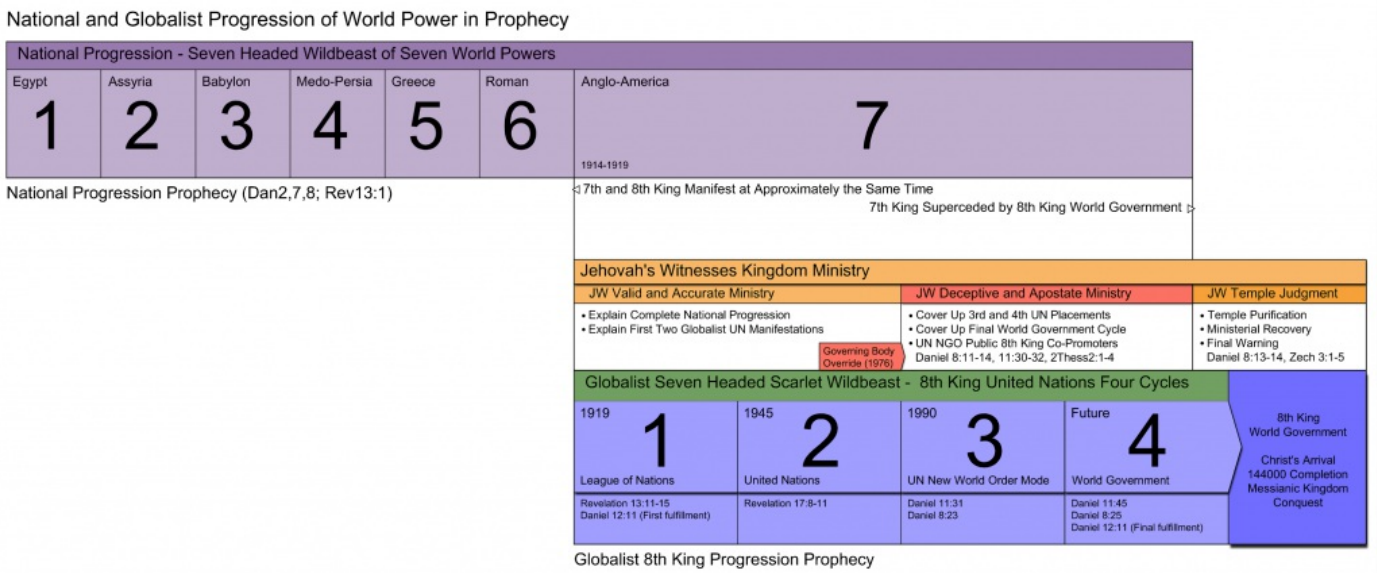 National and Globalist Progression of World Power in Prophecy
National Progression - Seven Headed Wildbeast of Seven World Powers
Egypt
1
Assyria
2
Babylon
3
Medo-Persia
4
Greece
5
Roman
6
Anglo-America
7
1914-1919
National Progression Prophecy (Dan2,7,8; Rev13:1)
7th and 8th King Manifest at Approximately the Same Time
7th King Superceded by 8th King World Government
Jehovah's Witnesses Kingdom Ministry
JW Valid and Accurate Ministry
• Explain Complete National Progression
• Explain First Two Globalist UN Manifestations
Governing Body
Override (1976)
JW Deceptive and Apostate Ministry
• Cover Up 3rd and 4th UN Placements
• Cover Up Final World Government Cycle
• UN NGO Public 8th King Co-Promoters
Daniel 8:11-14, 11:30-32, 2Thess2:1-4
JW Temple Judgment
• Temple Purification
• Ministerial Recovery
• Final Warning
Daniel 8:13-14, Zech 3:1-5
Globalist Seven Headed Scarlet Wildbeast - 8th King United Nations Four Cycles
1919
1
League of Nations
Revelation 13:11-15
Daniel 12:11 (First fulfillment)
1945
2
United Nations
Revelation 17:8-11
1990
3
UN New World Order Mode
Daniel 11:31
Daniel 8:23
Future
4
World Government
Daniel 11:45
Daniel 8:25
Daniel 12:11 (Final fulfillment)
8th King
World Government
Christ's Arrival
144000 Completion
Messianic Kingdom
Conquest
Globalist 8th King Progression Prophecy